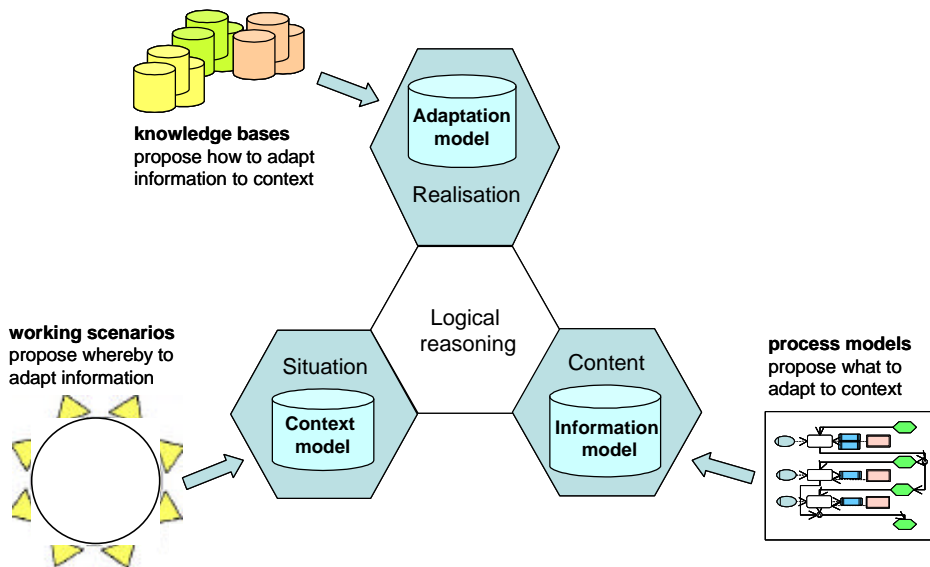 Adaptation
model
Realisation
knowledge bases
propose how to adapt
information to context
Logical
reasoning
working scenarios
propose whereby to
adapt information
Situation
Context
model
Content
Information
model
process models
propose what to
adapt to context